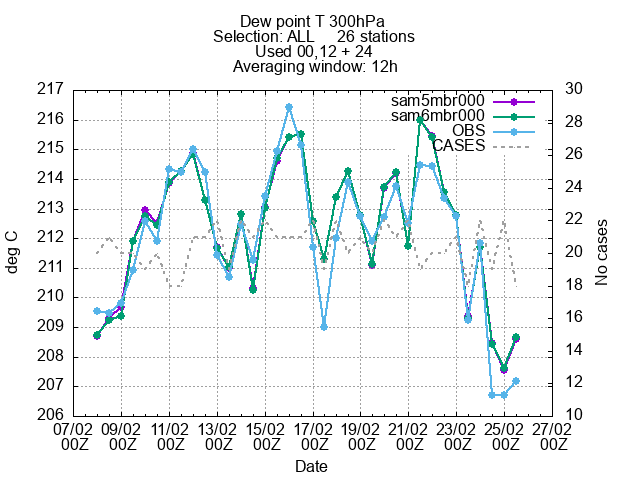 Dew point T 300hPa
Selection: ALL 26 stations
Used 00,12 + 24
Averaging window: 12h
217 30
216 28
215 26
214 24
213 22
212 20
211 18
210 16
209 14
208 12
207 10
206
deg C
No cases
sam5mbr000
sam6mbr000
OBS
CASES
07/02 09/02 11/02 13/02 15/02 17/02 19/02 21/02 23/02 25/02 27/02
00Z 00Z 00Z 00Z 00Z 00Z 00Z 00Z 00Z 00Z 00Z
Date